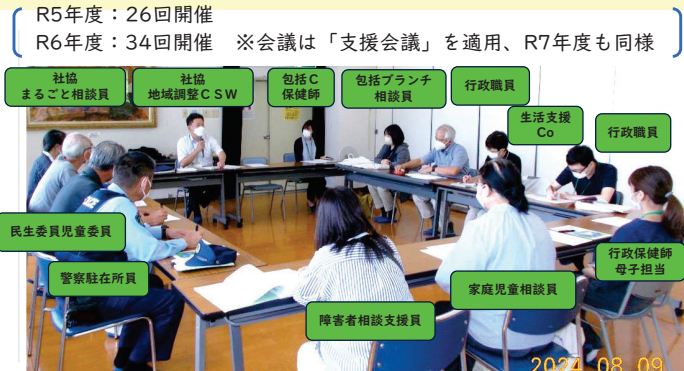 R5年度：26回開催
R6年度：34回開催　※会議は「支援会議」を適用、R7年度も同様
社協
まるごと相談員
社協
地域調整CSW
包括C
保健師
包括ブランチ
相談員
行政職員
生活支援
Co
行政職員
民生委員児童委員
警察駐在所員
障害者相談支援員
家庭児童相談員
行政保健師
母子担当
2024 08 09